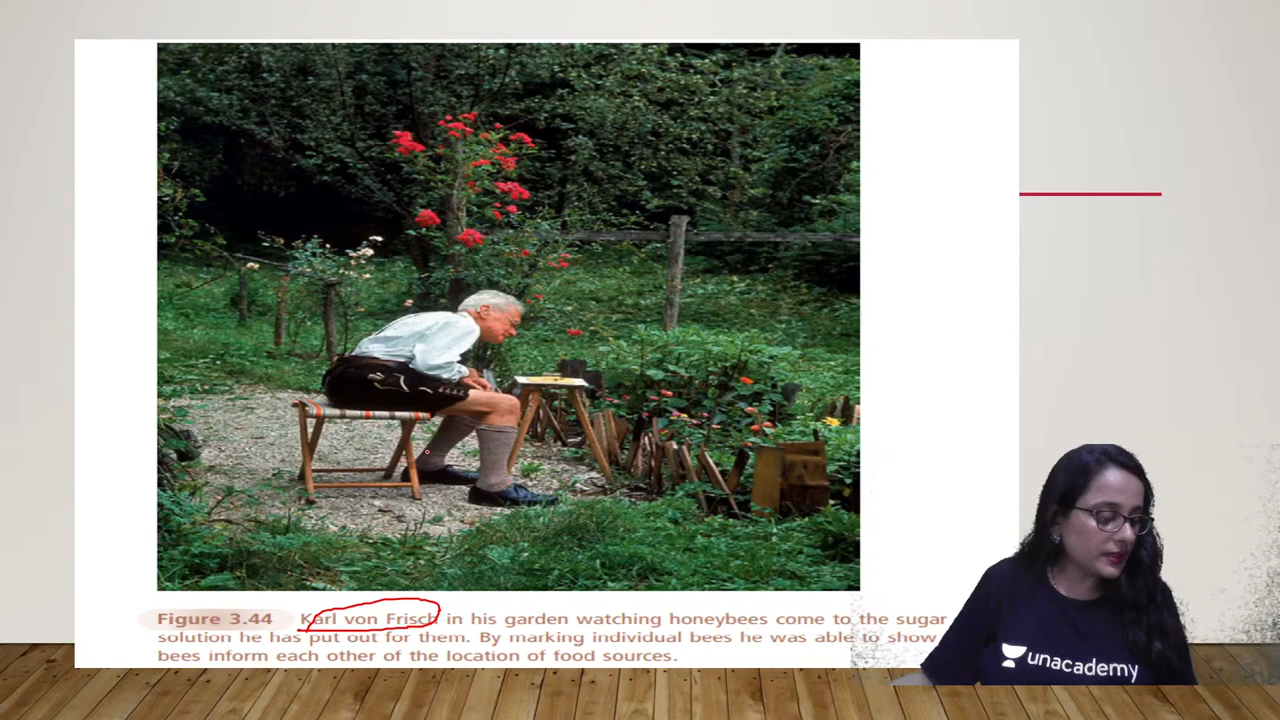 Figure 3.44 Karl von Frisch in his garden watching honeybees come to the sugar
solution he has put out for them. By marking individual bees he was able to show
bees inform each other of the location of food sources.
unacademy